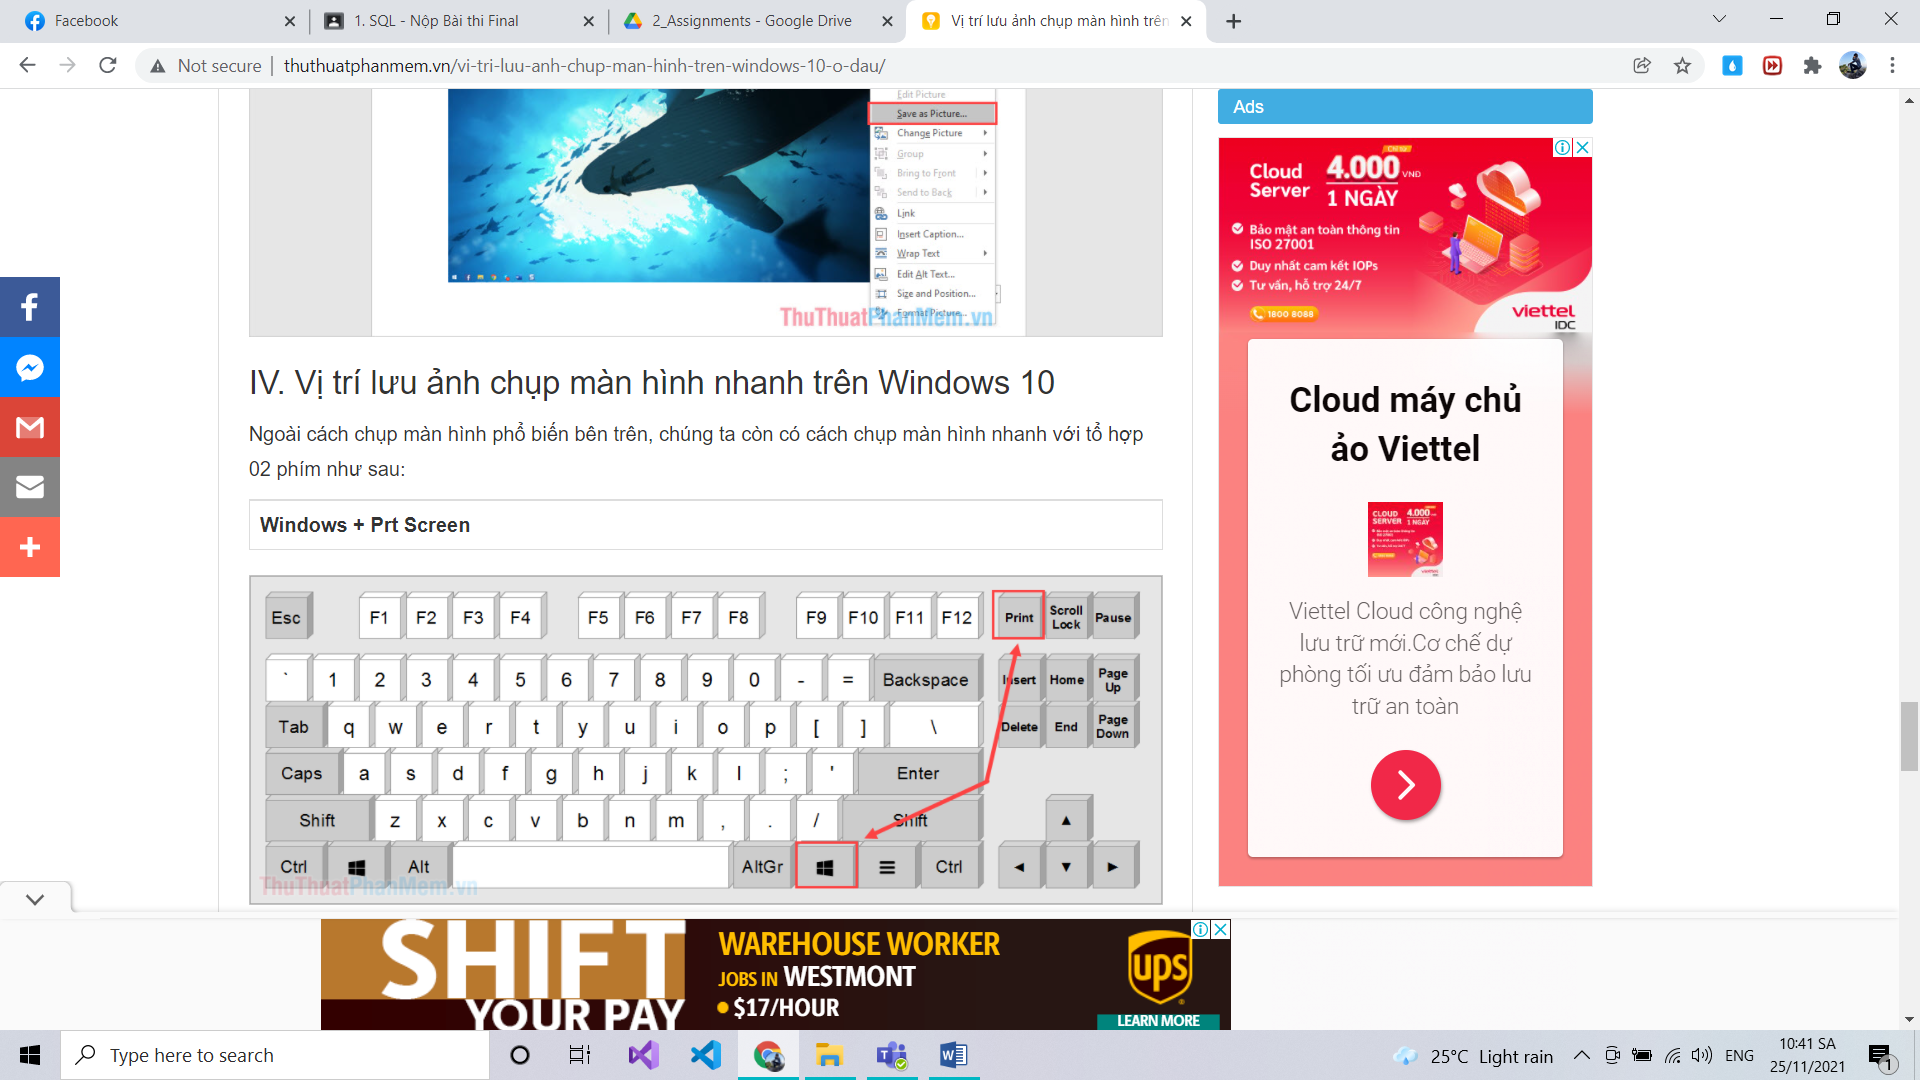 Facebook
1. SQL - Nộp Bài thi Final
2_Assignments - Google Drive
Vị trí lưu ảnh chụp màn hình trên
Not secure
thuthuatphanmem.vn/vi-tri-luu-anh-chup-man-hinh-tren-windows-10-o-dau/
Edit Picture
Save as Picture...
Change Picture
Group
Bring to Front
Send to Back
Link
Insert Caption...
Wrap Text
Edit Alt Text...
Size and Position...
Format Picture...
ThuThuatPhanMem.vn
IV. Vị trí lưu ảnh chụp màn hình nhanh trên Windows 10
Ngoài cách chụp màn hình phổ biến bên trên, chúng ta còn có cách chụp màn hình nhanh với tổ hợp
02 phím như sau:
Windows + Prt Screen
Esc F1 F2 F3 F4 F5 F6 F7 F8 F9 F10 F11 F12 Print Scroll Lock Pause
` 1 2 3 4 5 6 7 8 9 0 - = Backspace Insert Home Page Up
Tab q w e r t y u i o p [ ] \ Delete End Page Down
Caps a s d f g h j k l ; ' Enter
Shift z x c v b n m , . / Shift ▲
Ctrl Alt AltGr Ctrl ◄ ▼ ►
ThuThuatPhanMem.vn
Ads
Cloud
Server
4.000 VND
1 NGÀY
Bảo mật an toàn thông tin
ISO 27001
Duy nhất cam kết IOPs
Tư vấn, hỗ trợ 24/7
1800 8088
viettel
IDC
Cloud máy chủ
ảo Viettel
CLOUD
SERVER
4.000
1 NGÀY
Viettel Cloud công nghệ
lưu trữ mới.Cơ chế dự
phòng tối ưu đảm bảo lưu
trữ an toàn
SHIFT
YOUR PAY
WAREHOUSE WORKER
JOBS IN WESTMONT
• $17/HOUR
ups
LEARN MORE
Type here to search
25°C Light rain
ENG
10:41 SA
25/11/2021
1